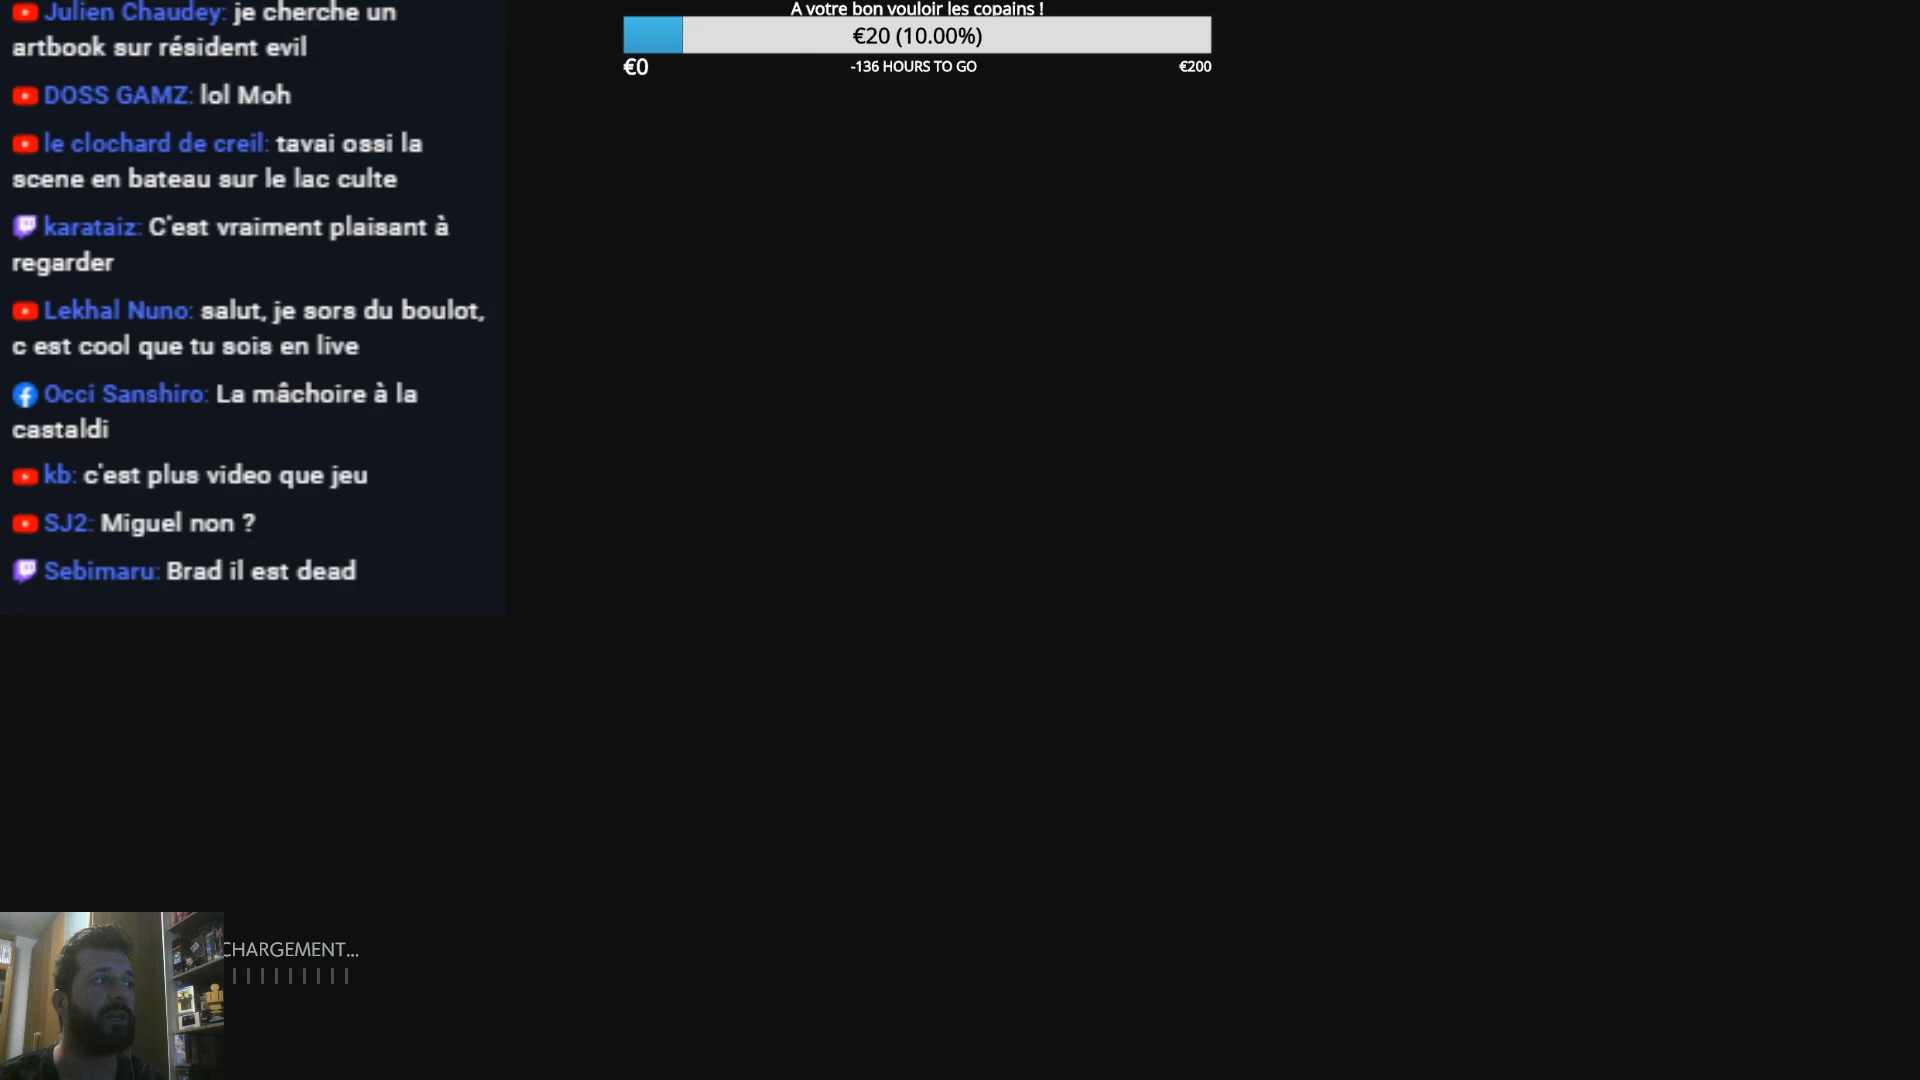 Julien Chaudey: je cherche un
artbook sur résident evil
DOSS GAMZ: lol Moh
le clochard de creil: tavai ossi la
scene en bateau sur le lac culte
karataiz: C'est vraiment plaisant à
regarder
Lekhal Nuno: salut, je sors du boulot,
c est cool que tu sois en live
Occi Sanshiro: La mâchoire à la
castaldi
kb: c'est plus video que jeu
SJ2: Miguel non ?
Sebimaru: Brad il est dead
A votre bon vouloir les copains !
€20 (10.00%)
€0
-136 HOURS TO GO
€200
CHARGEMENT...